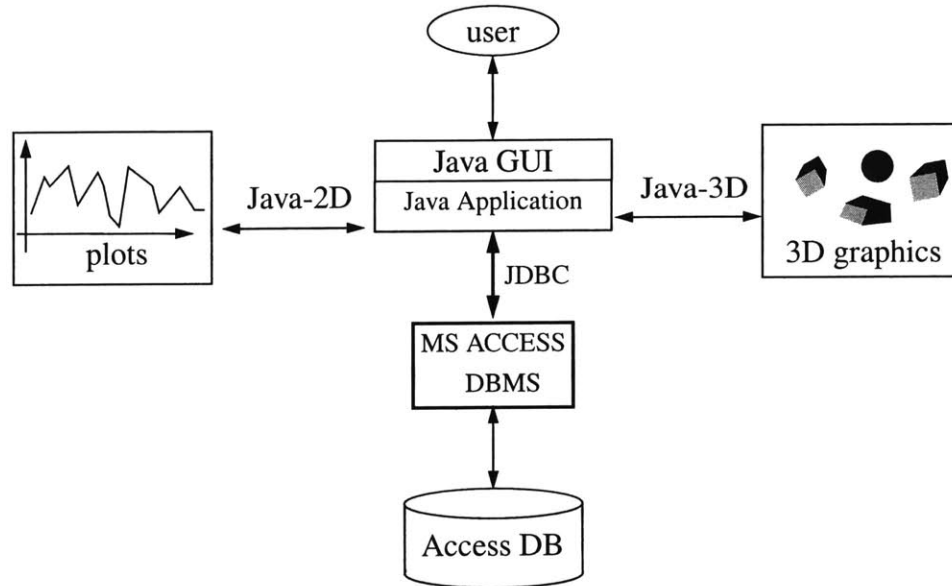 user
Java GUI
Java Application
Java-2D
Java-3D
plots
3D graphics
JDBC
MS ACCESS
DBMS
Access DB